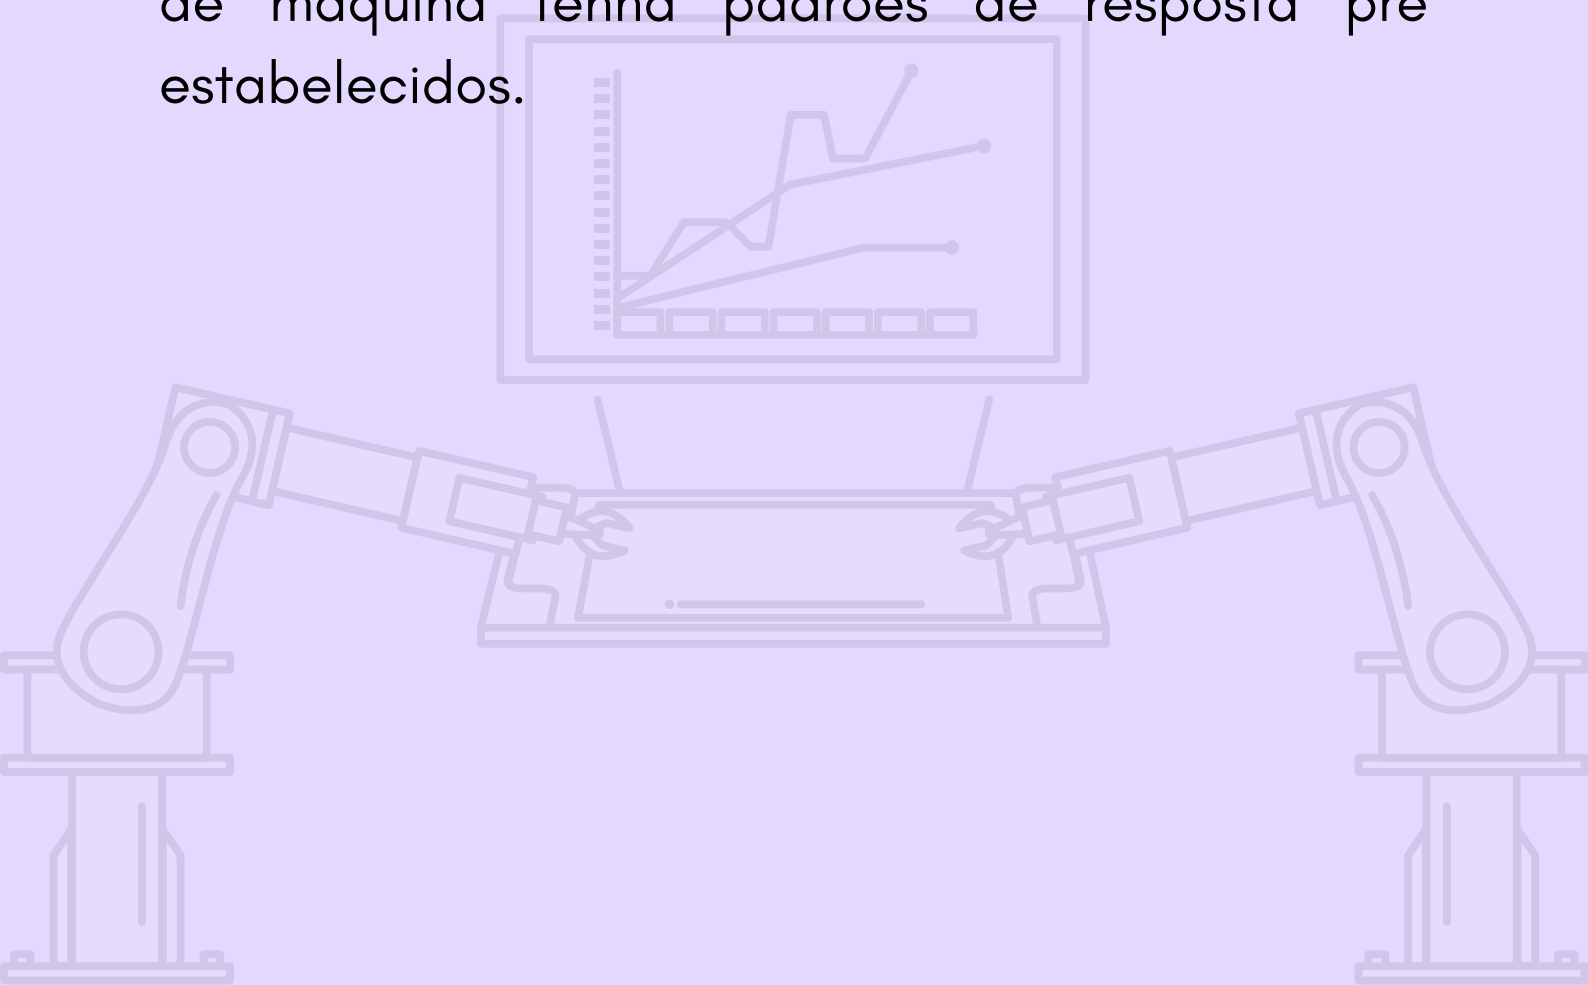 de máquina tenha padrões de resposta pré
estabelecidos.